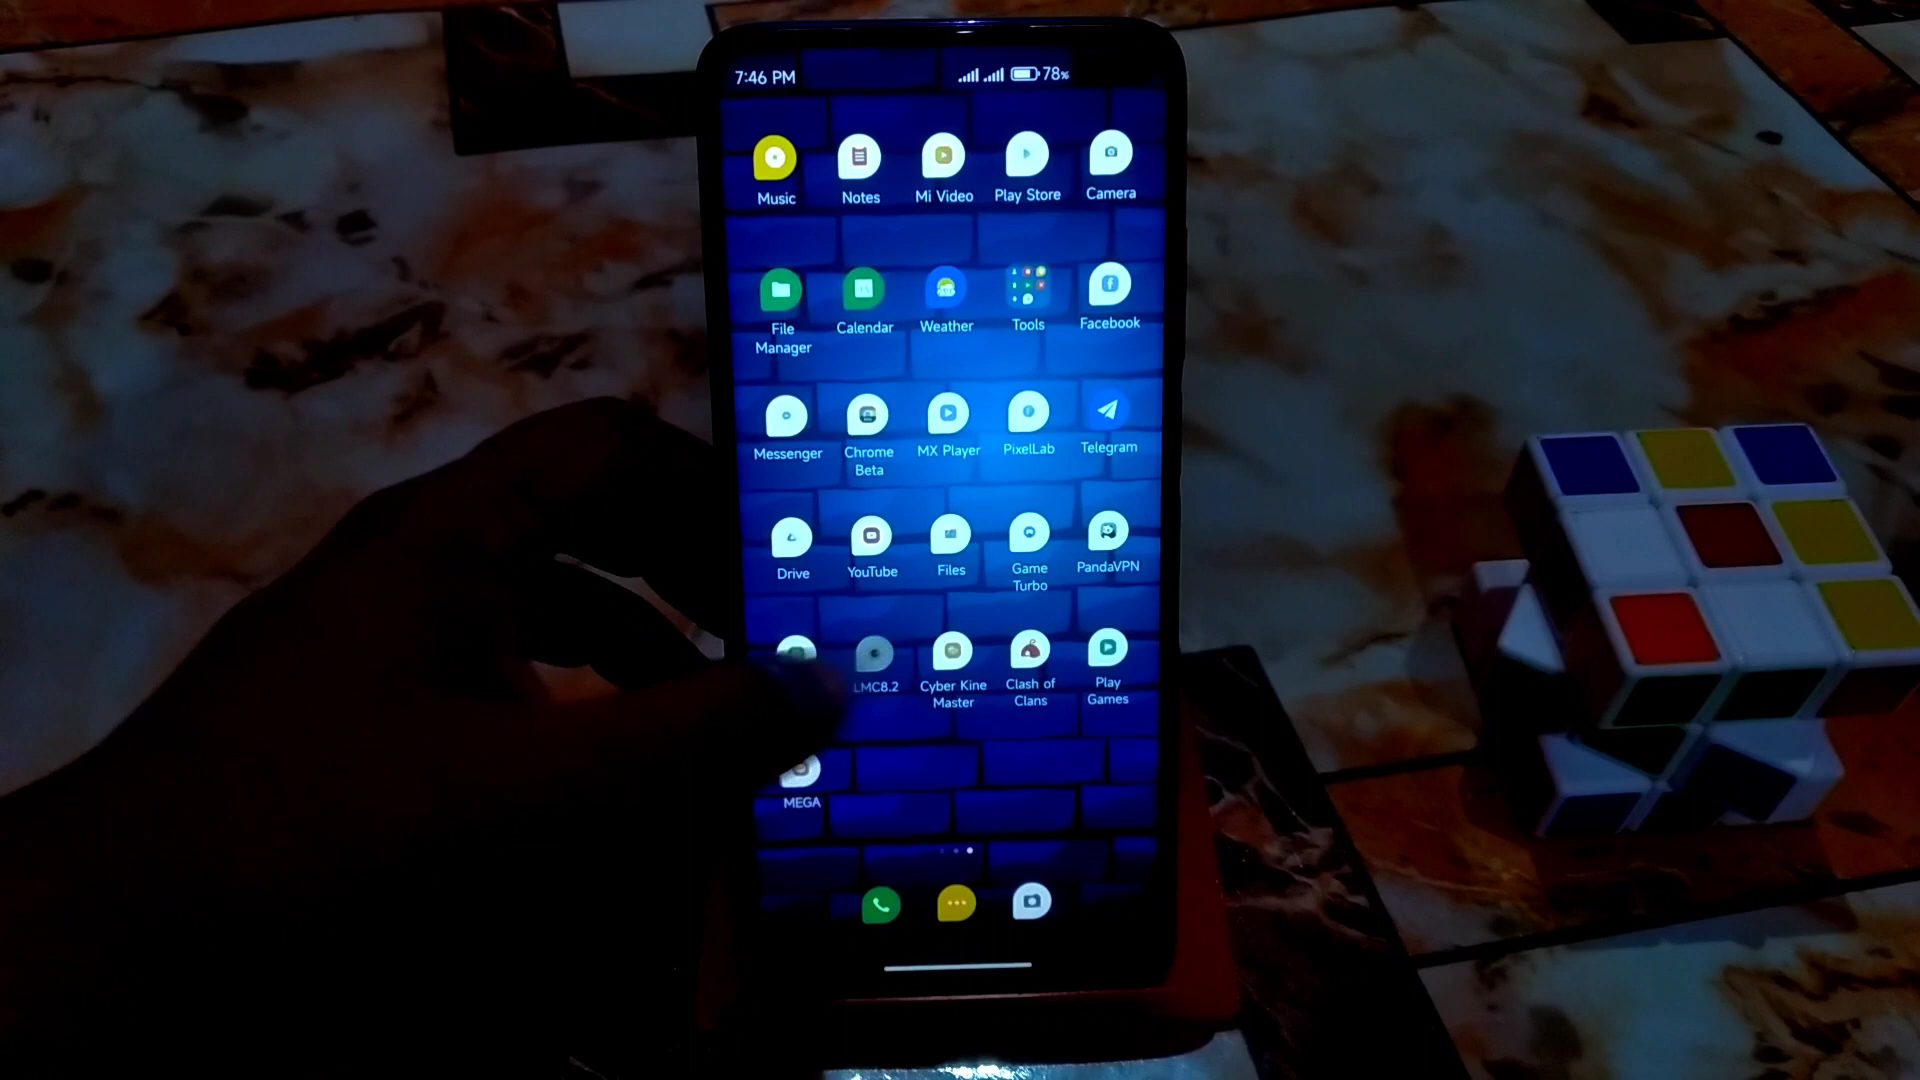 7:46 PM 78%
Music Notes Mi Video Play Store Camera
File Manager Calendar Weather Tools Facebook
Messenger Chrome Beta MX Player PixelLab Telegram
Drive YouTube Files Game Turbo PandaVPN
LMC8.2 Cyber Kine Master Clash of Clans Play Games
MEGA